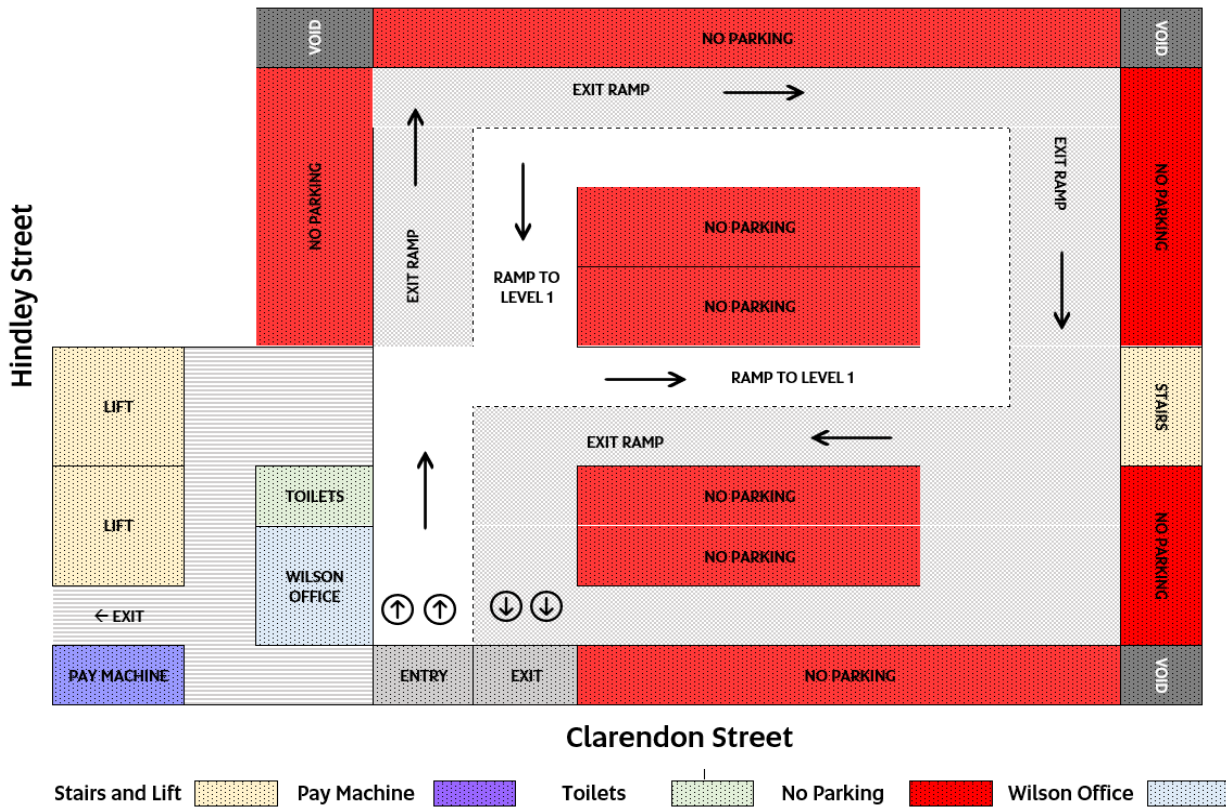 VOID
NO PARKING
VOID
EXIT RAMP
NO PARKING
EXIT RAMP
RAMP TO
LEVEL 1
NO PARKING
NO PARKING
EXIT RAMP
NO PARKING
Hindley Street
LIFT
RAMP TO LEVEL 1
STAIRS
EXIT RAMP
LIFT
TOILETS
NO PARKING
WILSON
OFFICE
NO PARKING
NO PARKING
← EXIT
PAY MACHINE
ENTRY
EXIT
NO PARKING
VOID
Clarendon Street
Stairs and Lift
Pay Machine
Toilets
No Parking
Wilson Office